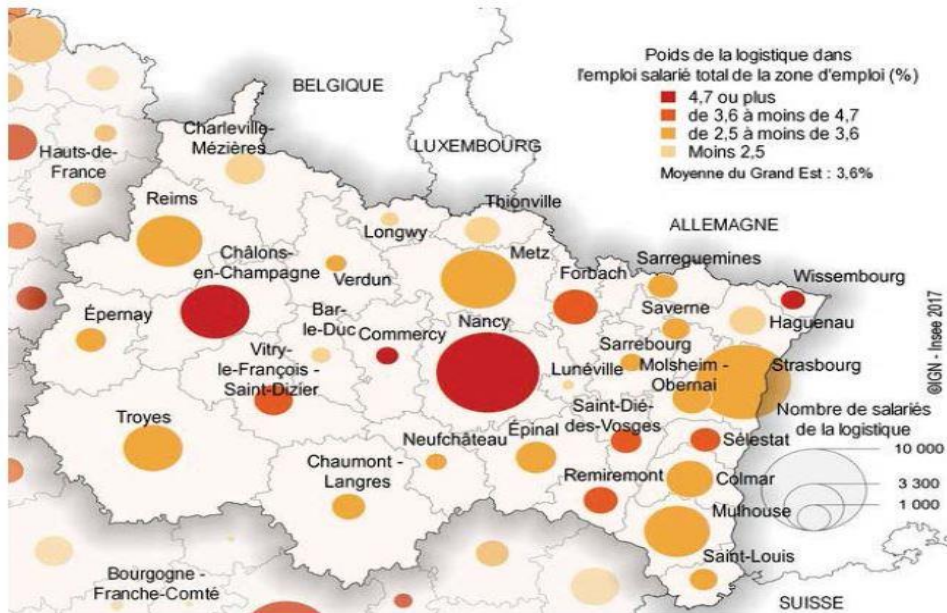 Poids de la logistique dans
l'emploi salarié total de la zone d'emploi (%)
4,7 ou plus
de 3,6 à moins de 4,7
de 2,5 à moins de 3,6
Moins 2,5
Moyenne du Grand Est : 3,6%
BELGIQUE
LUXEMBOURG
ALLEMAGNE
Hauts-de-
France
Charleville-
Mézières
Reims
Longwy
Thionville
Châlons-
en-Champagne
Verdun
Metz
Forbach
Sarreguemines
Wissembourg
Épernay
Bar-
le-Duc
Commercy
Nancy
Saverne
Haguenau
Vitry-
le-François -
Saint-Dizier
Lunéville
Sarrebourg
Molsheim -
Obernai
Strasbourg
Troyes
Chaumont -
Langres
Neufchâteau
Épinal
Saint-Dié-
des-Vosges
Sélestat
Remiremont
Colmar
Mulhouse
Saint-Louis
Nombre de salariés
de la logistique
10 000
3 300
1 000
Bourgogne -
Franche-Comté
SUISSE
©IGN - Insee 2017